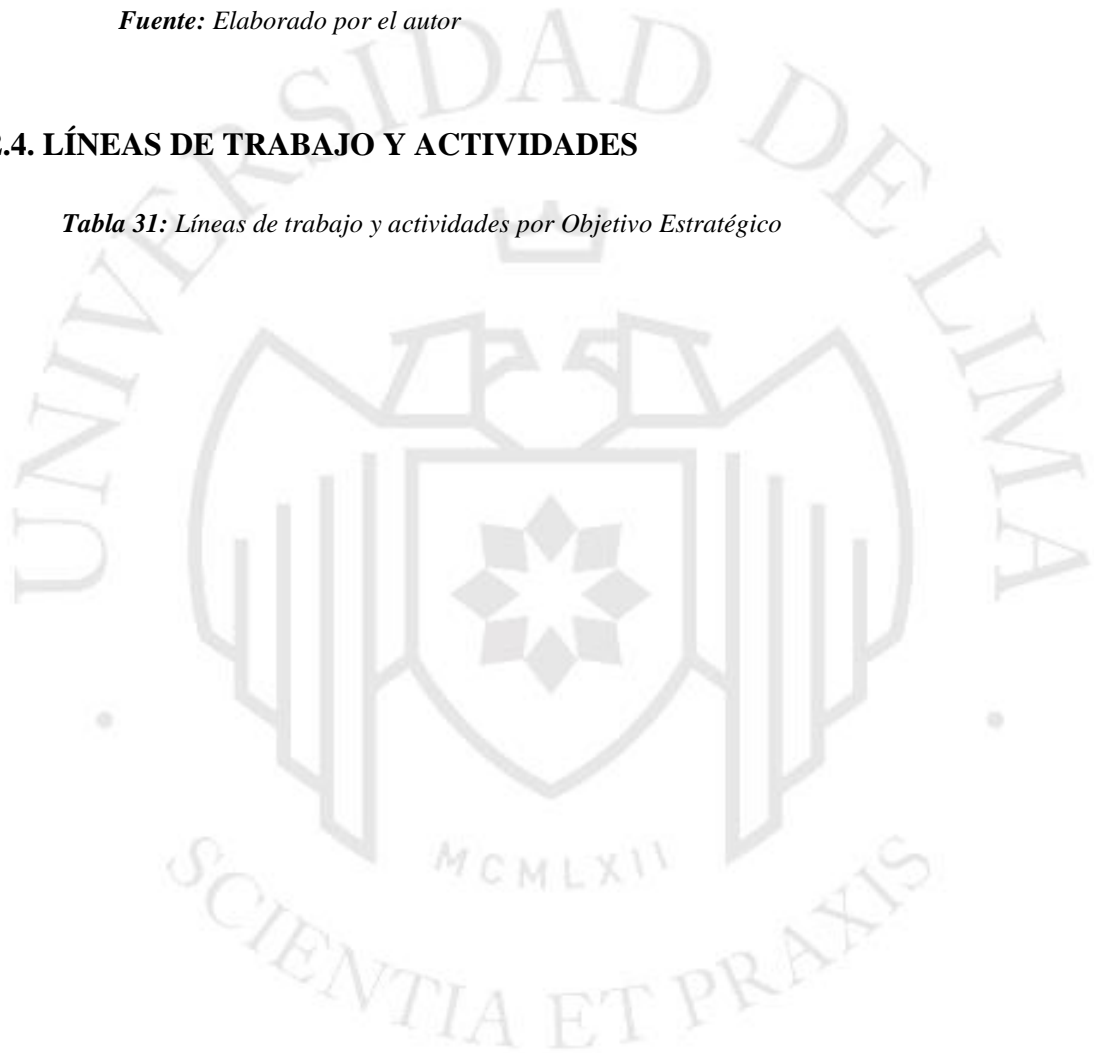 Fuente: Elaborado por el autor
.4. LÍNEAS DE TRABAJO Y ACTIVIDADES
Tabla 31: Líneas de trabajo y actividades por Objetivo Estratégico
UNIVERSIDAD DE LIMA
MCMLXII
SCIENTIA ET PRAXIS